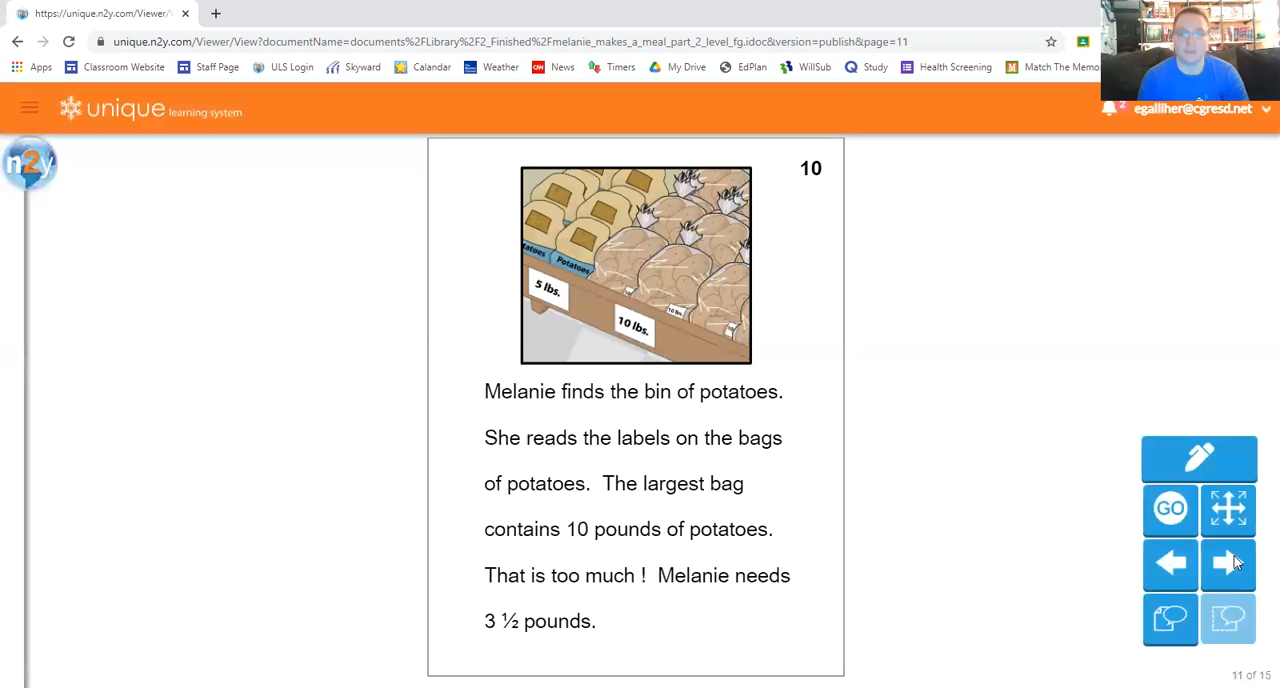 https://unique.n2y.com/Viewer/
unique.n2y.com/Viewer/View?documentName=documents%2FLibrary%2F2_Finished%2Fmelanie_makes_a_meal_part_2_level_fg.idoc&version=publish&page=11
Apps Classroom Website Staff Page ULS Login Skyward Calandar Weather News Timers My Drive EdPlan WillSub Study Health Screening Match The Memo
unique learning system
2 egalliher@cgresd.net
n2y
10
Potatoes
5 lbs.
10 lbs.
10 lbs.
Melanie finds the bin of potatoes.
She reads the labels on the bags
of potatoes. The largest bag
contains 10 pounds of potatoes.
That is too much ! Melanie needs
3 ½ pounds.
GO
11 of 15